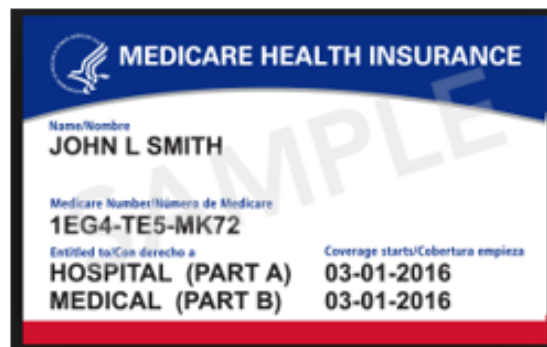 MEDICARE HEALTH INSURANCE
Name/Nombre
JOHN L SMITH
Medicare Number/Número de Medicare
1EG4-TE5-MK72
Entitled to/Con derecho a
Coverage starts/Cobertura empieza
HOSPITAL (PART A) 03-01-2016
MEDICAL (PART B) 03-01-2016
SAMPLE